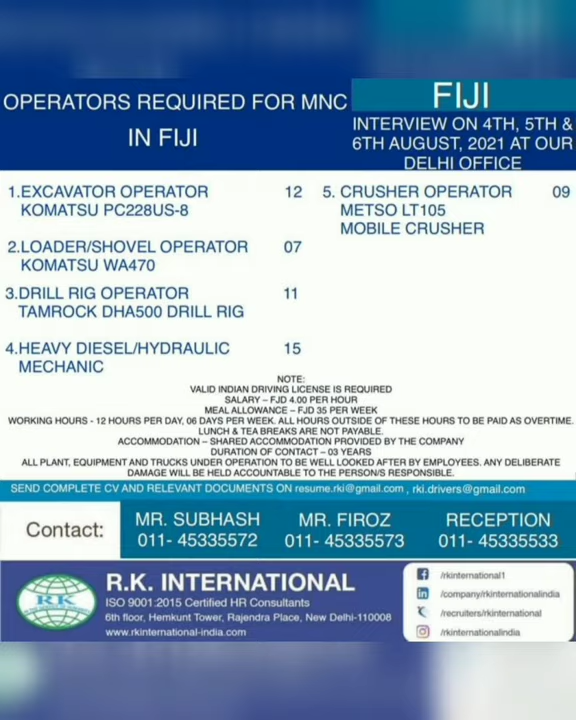 OPERATORS REQUIRED FOR MNC
IN FIJI
FIJI
INTERVIEW ON 4TH, 5TH &
6TH AUGUST, 2021 AT OUR
DELHI OFFICE
1.EXCAVATOR OPERATOR 12
KOMATSU PC228US-8
2.LOADER/SHOVEL OPERATOR 07
KOMATSU WA470
3.DRILL RIG OPERATOR 11
TAMROCK DHA500 DRILL RIG
4.HEAVY DIESEL/HYDRAULIC 15
MECHANIC
5. CRUSHER OPERATOR 09
METSO LT105
MOBILE CRUSHER
NOTE:
VALID INDIAN DRIVING LICENSE IS REQUIRED
SALARY – FJD 4.00 PER HOUR
MEAL ALLOWANCE – FJD 35 PER WEEK
WORKING HOURS - 12 HOURS PER DAY, 06 DAYS PER WEEK. ALL HOURS OUTSIDE OF THESE HOURS TO BE PAID AS OVERTIME.
LUNCH & TEA BREAKS ARE NOT PAYABLE.
ACCOMMODATION – SHARED ACCOMMODATION PROVIDED BY THE COMPANY
DURATION OF CONTACT – 03 YEARS
ALL PLANT, EQUIPMENT AND TRUCKS UNDER OPERATION TO BE WELL LOOKED AFTER BY EMPLOYEES. ANY DELIBERATE
DAMAGE WILL BE HELD ACCOUNTABLE TO THE PERSON/S RESPONSIBLE.
SEND COMPLETE CV AND RELEVANT DOCUMENTS ON resume.rki@gmail.com , rki.drivers@gmail.com
Contact:
MR. SUBHASH
011- 45335572
MR. FIROZ
011- 45335573
RECEPTION
011- 45335533
RK
R.K. INTERNATIONAL
ISO 9001:2015 Certified HR Consultants
6th floor, Hemkunt Tower, Rajendra Place, New Delhi-110008
www.rkinternational-india.com
/rkinternational1
/company/rkinternationalindia
/recruiters/rkinternational
/rkinternationalindia